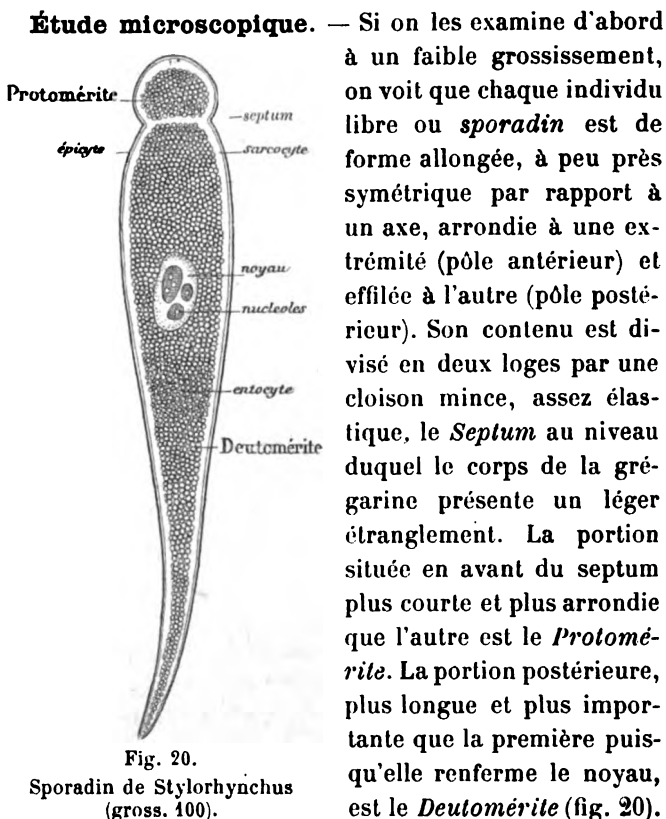 Étude microscopique. — Si on les examine d'abord
à un faible grossissement,
on voit que chaque individu
libre ou sporadin est de
forme allongée, à peu près
symétrique par rapport à
un axe, arrondie à une ex-
trémité (pôle antérieur) et
effilée à l'autre (pôle posté-
rieur). Son contenu est di-
visé en deux loges par une
cloison mince, assez élas-
tique, le Septum au niveau
duquel le corps de la gré-
garine présente un léger
étranglement. La portion
située en avant du septum
plus courte et plus arrondie
que l'autre est le Protomé-
rite. La portion postérieure,
plus longue et plus impor-
tante que la première puis-
qu'elle renferme le noyau,
est le Deutomérite (fig. 20).
Protomérite
septum
épicyte
sarcocyte
noyau
nucleoles
entocyte
Deutomérite
Fig. 20.
Sporadin de Stylorhynchus
(gross. 100).